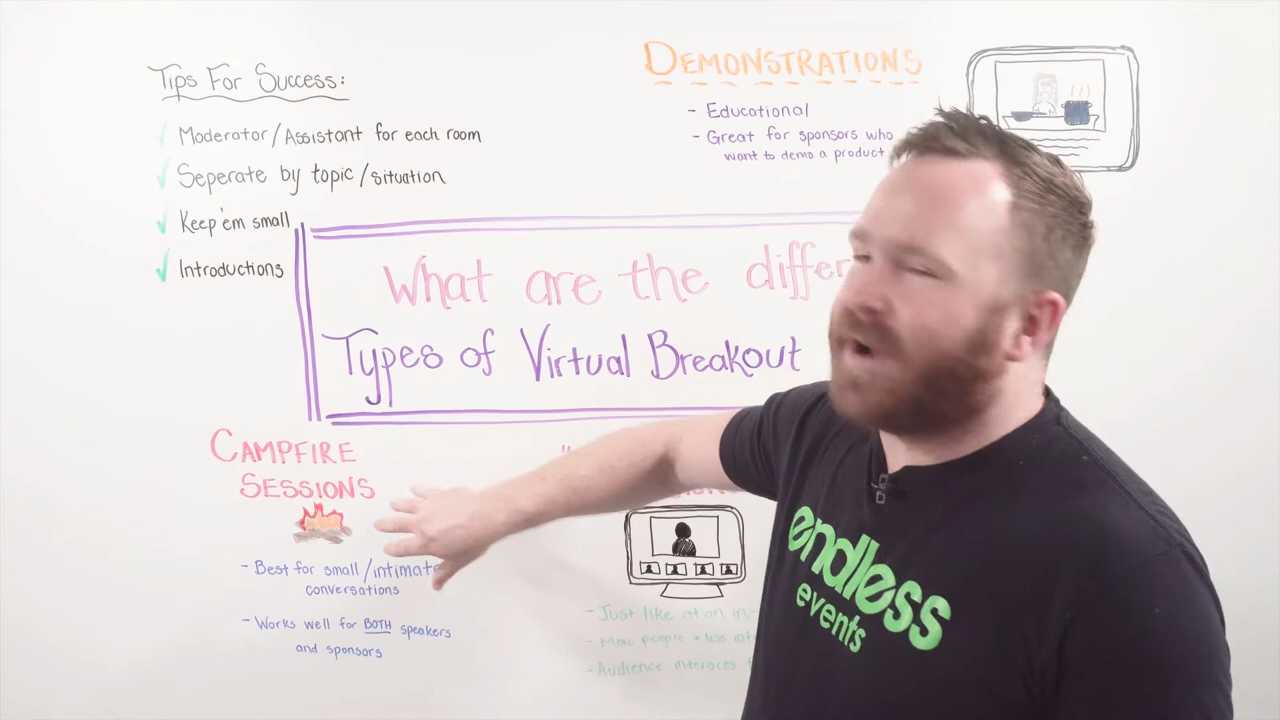 Tips For Success:
✓ Moderator/Assistant for each room
✓ Seperate by topic/situation
✓ Keep'em small
✓ Introductions
DEMONSTRATIONS
- Educational
- Great for sponsors who
want to demo a product
What are the differ
Types of Virtual Breakout
CAMPFIRE
SESSIONS
- Best for small/intimate
conversations
- Works well for BOTH speakers
and sponsors
- Just like at an in-
- More people + less int
- Audience interacts
endless
events